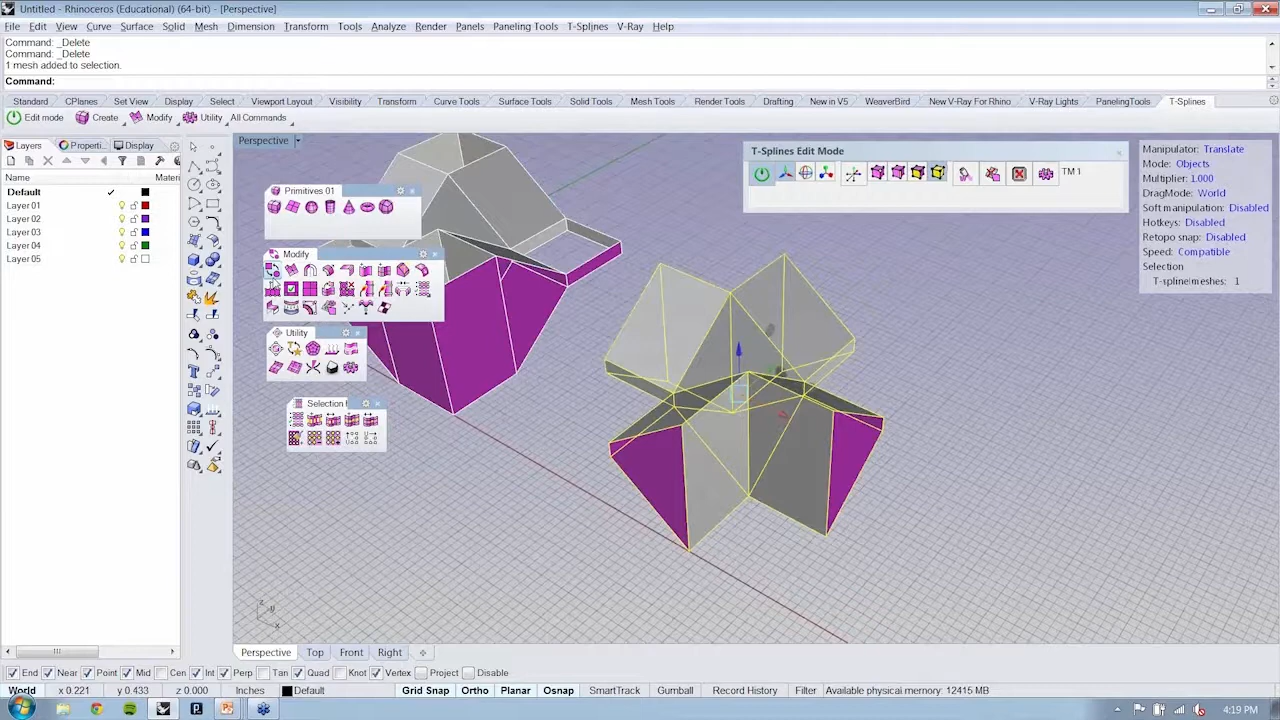 Untitled - Rhinoceros (Educational) (64-bit) - [Perspective]
File Edit View Curve Surface Solid Mesh Dimension Transform Tools Analyze Render Panels Paneling Tools T-Splines V-Ray Help
Command: _Delete
Command: _Delete
1 mesh added to selection.
Command:
Standard CPlanes Set View Display Select Viewport Layout Visibility Transform Curve Tools Surface Tools Solid Tools Mesh Tools Render Tools Drafting New in V5 WeaverBird New V-Ray For Rhino V-Ray Lights PanelingTools T-Splines
Edit mode Create Modify Utility All Commands
Layers Properti... Display
Name Materi
Default
Layer 01
Layer 02
Layer 03
Layer 04
Layer 05
Perspective
Primitives 01
Modify
Utility
Selection
T-Splines Edit Mode
TM 1
Manipulator: Translate
Mode: Objects
Multiplier: 1.000
DragMode: World
Soft manipulation: Disabled
Hotkeys: Disabled
Retopo snap: Disabled
Speed: Compatible
Selection
T-spline meshes: 1
z
y
x
Perspective Top Front Right
End Near Point Mid Cen Int Perp Tan Quad Knot Vertex Project Disable
World x 0.221 y 0.433 z 0.000 Inches Default Grid Snap Ortho Planar Osnap SmartTrack Gumball Record History Filter Available physical memory: 12415 MB
4:19 PM